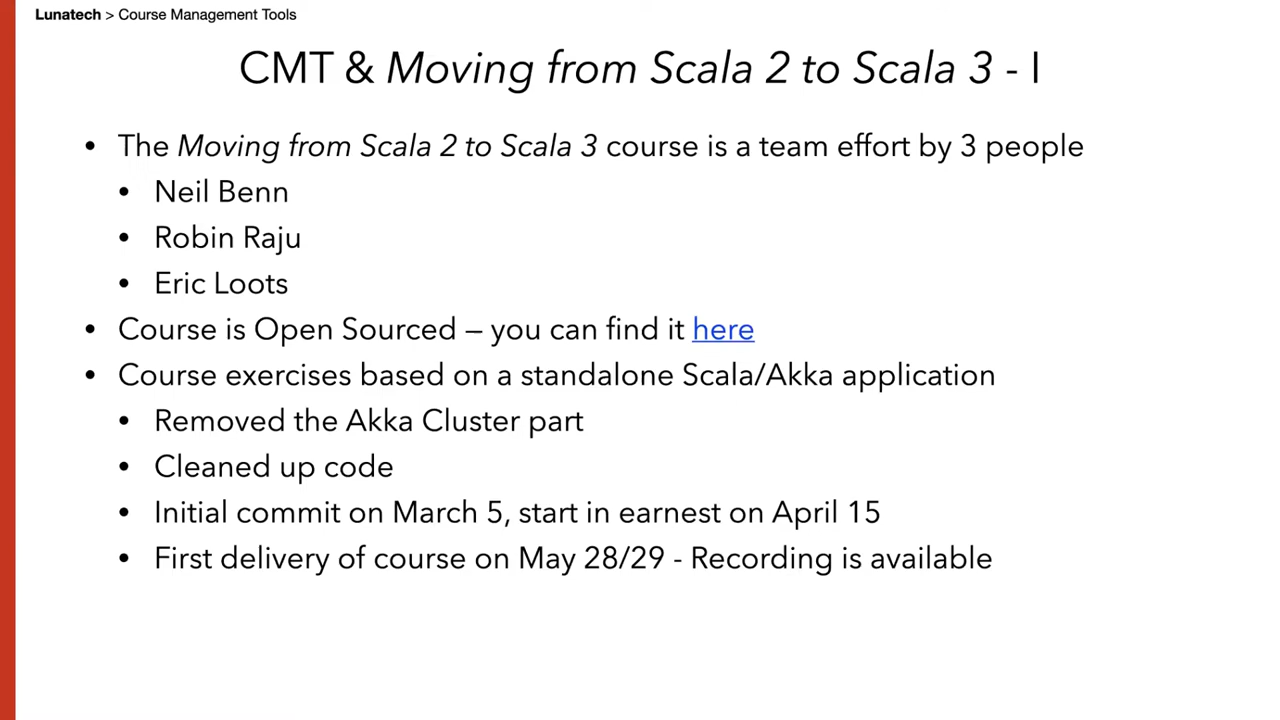 Lunatech > Course Management Tools
CMT & Moving from Scala 2 to Scala 3 - I
• The Moving from Scala 2 to Scala 3 course is a team effort by 3 people
• Neil Benn
• Robin Raju
• Eric Loots
• Course is Open Sourced – you can find it here
• Course exercises based on a standalone Scala/Akka application
• Removed the Akka Cluster part
• Cleaned up code
• Initial commit on March 5, start in earnest on April 15
• First delivery of course on May 28/29 - Recording is available